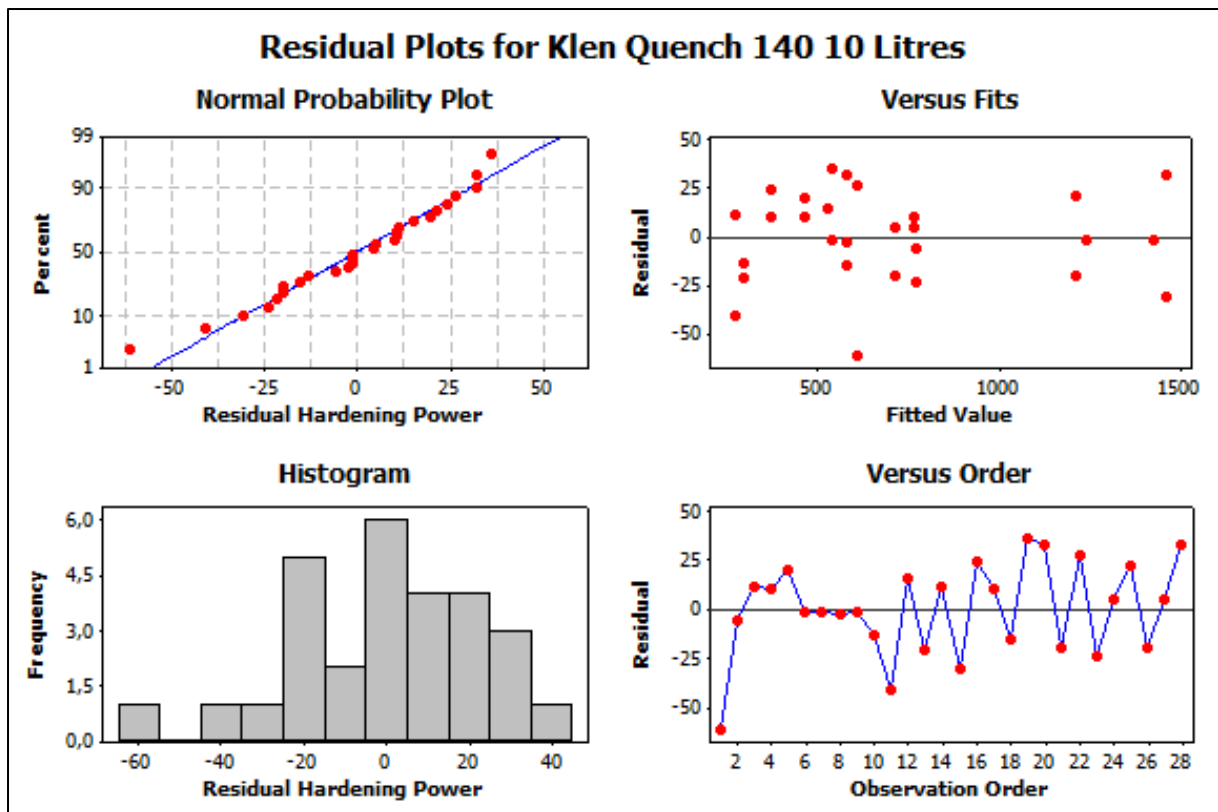 Residual Plots for Klen Quench 140 10 Litres
Normal Probability Plot
99
90
50
10
1
Percent
-50 -25 0 25 50
Residual Hardening Power
Versus Fits
50
25
0
-25
-50
Residual
500 1000 1500
Fitted Value
Histogram
6,0
4,5
3,0
1,5
0,0
Frequency
-60 -40 -20 0 20 40
Residual Hardening Power
Versus Order
50
25
0
-25
-50
Residual
2 4 6 8 10 12 14 16 18 20 22 24 26 28
Observation Order